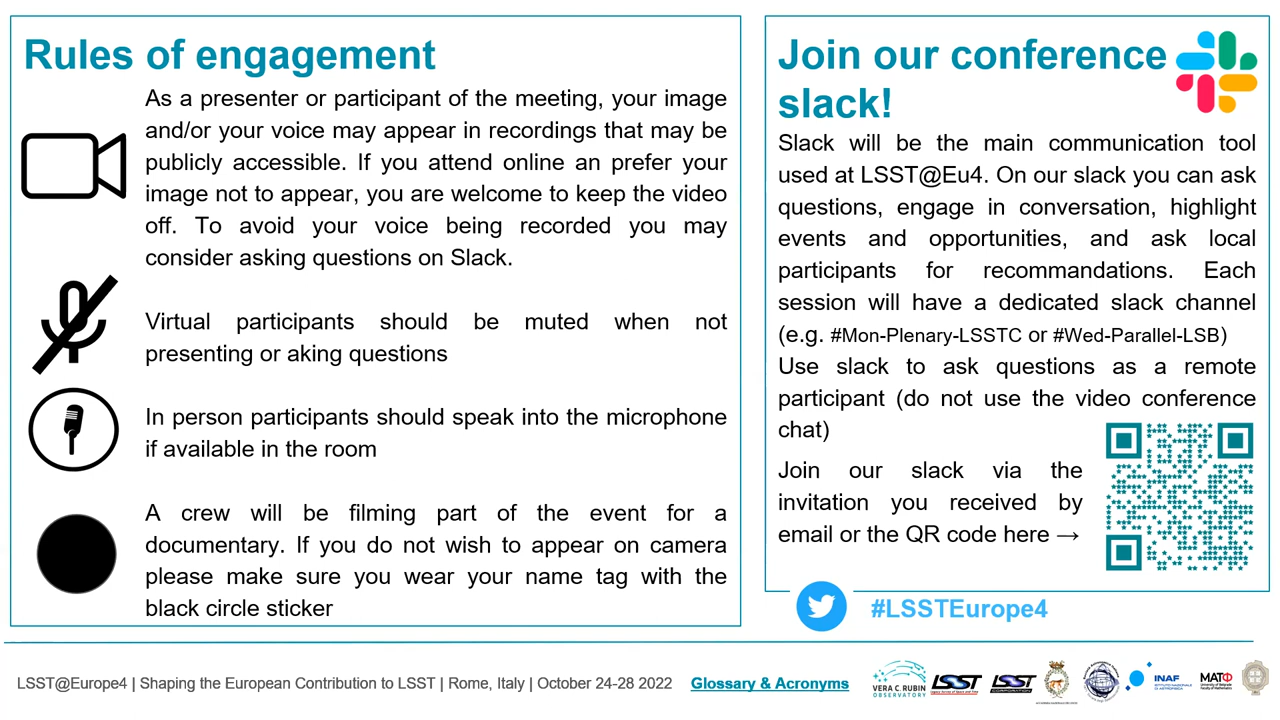 Rules of engagement
As a presenter or participant of the meeting, your image
and/or your voice may appear in recordings that may be
publicly accessible. If you attend online an prefer your
image not to appear, you are welcome to keep the video
off. To avoid your voice being recorded you may
consider asking questions on Slack.
Virtual participants should be muted when not
presenting or aking questions
In person participants should speak into the microphone
if available in the room
A crew will be filming part of the event for a
documentary. If you do not wish to appear on camera
please make sure you wear your name tag with the
black circle sticker
Join our conference
slack!
Slack will be the main communication tool
used at LSST@Eu4. On our slack you can ask
questions, engage in conversation, highlight
events and opportunities, and ask local
participants for recommandations. Each
session will have a dedicated slack channel
(e.g. #Mon-Plenary-LSSTC or #Wed-Parallel-LSB)
Use slack to ask questions as a remote
participant (do not use the video conference
chat)
Join our slack via the
invitation you received by
email or the QR code here →
#LSSTEurope4
LSST@Europe4 | Shaping the European Contribution to LSST | Rome, Italy | October 24-28 2022 Glossary & Acronyms
VERA C. RUBIN
OBSERVATORY
LSST
LSST
CORPORATION
INAF
MATF